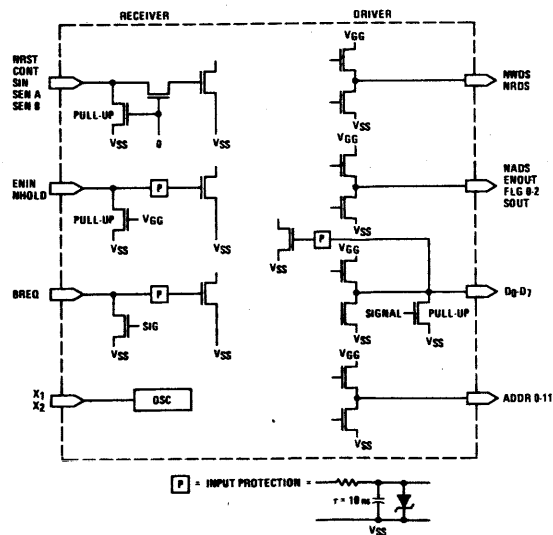 RECEIVER
DRIVER
NRST
CONT
SIN
SEN A
SEN B
PULL-UP
VSS
0
VSS
VGG
VSS
NWDS
NRDS
ENIN
NHOLD
P
PULL-UP
VGG
VSS
VSS
VGG
VSS
NADS
ENOUT
FLG 0-2
SOUT
P
VSS
VGG
BREQ
P
SIG
VSS
VSS
SIGNAL
PULL-UP
VSS
VSS
D0-D7
X1
X2
OSC
VGG
VSS
ADDR 0-11
P = INPUT PROTECTION =
τ = 10 ns
VSS